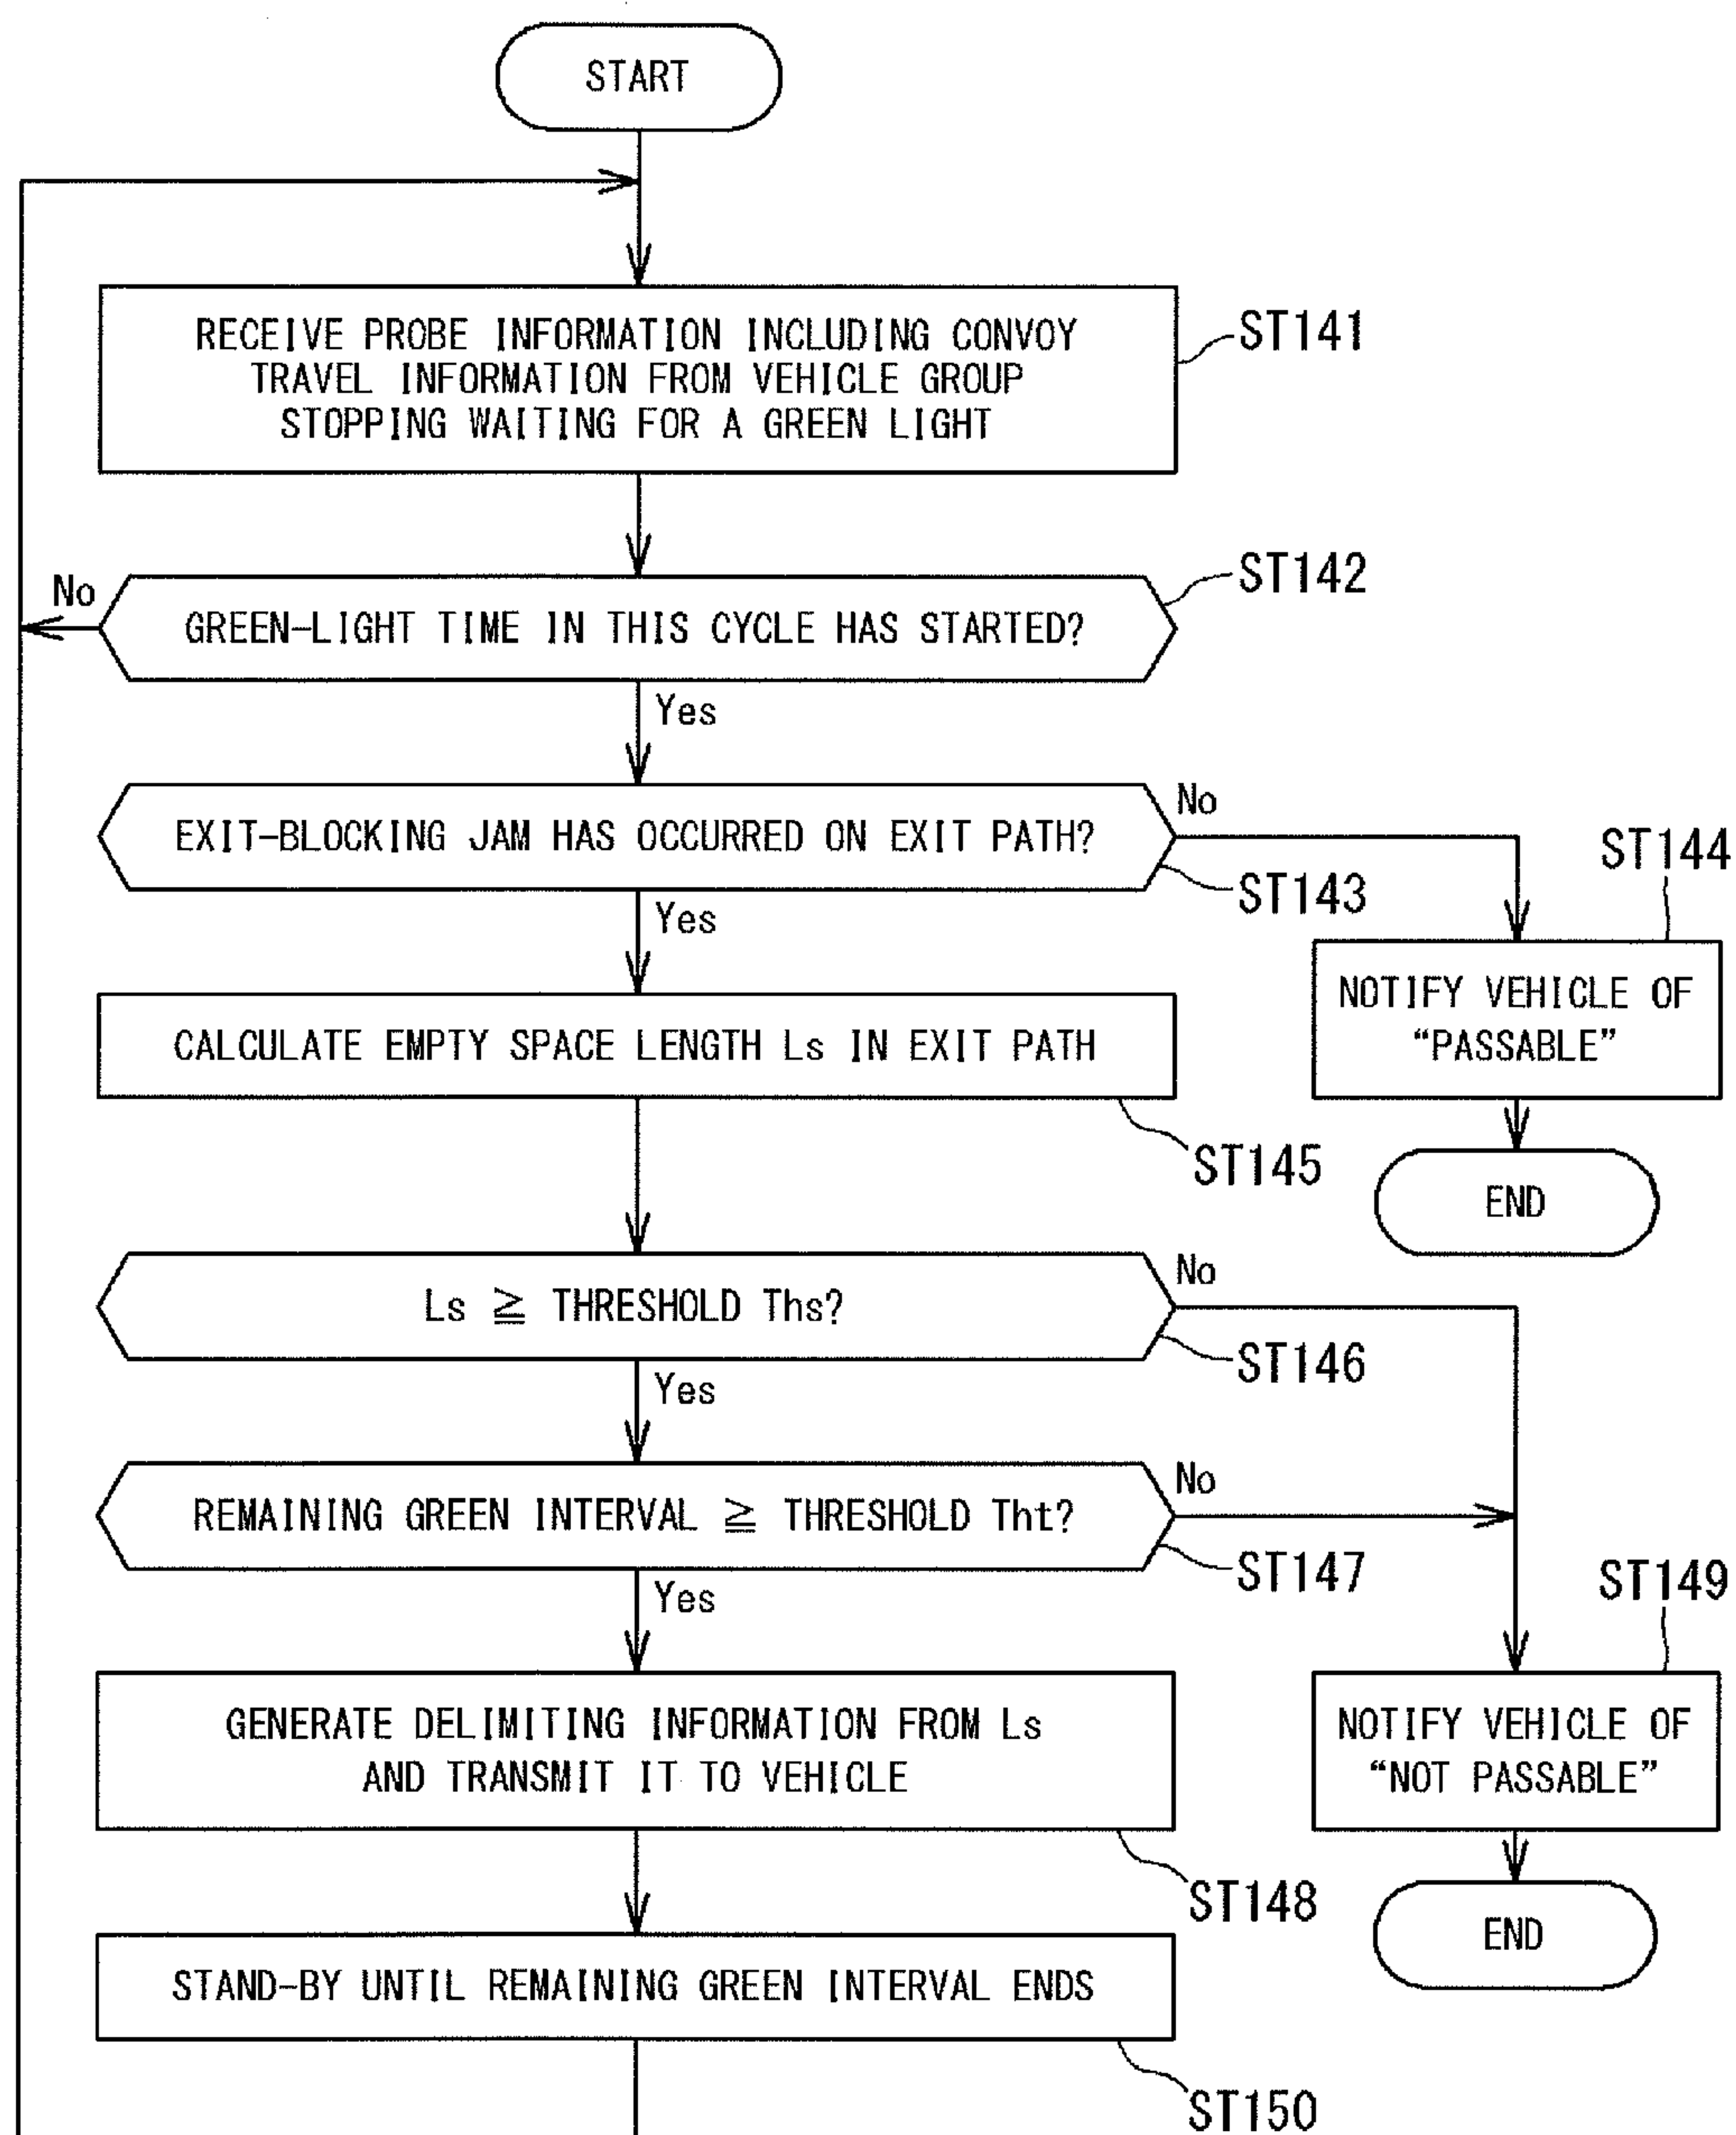 START
RECEIVE PROBE INFORMATION INCLUDING CONVOY
TRAVEL INFORMATION FROM VEHICLE GROUP
STOPPING WAITING FOR A GREEN LIGHT
ST141
No
GREEN-LIGHT TIME IN THIS CYCLE HAS STARTED?
ST142
Yes
EXIT-BLOCKING JAM HAS OCCURRED ON EXIT PATH?
No
ST143
ST144
Yes
NOTIFY VEHICLE OF
“PASSABLE”
CALCULATE EMPTY SPACE LENGTH Ls IN EXIT PATH
ST145
END
Ls ≧ THRESHOLD Ths?
No
ST146
Yes
REMAINING GREEN INTERVAL ≧ THRESHOLD Tht?
No
ST147
ST149
Yes
GENERATE DELIMITING INFORMATION FROM Ls
AND TRANSMIT IT TO VEHICLE
NOTIFY VEHICLE OF
“NOT PASSABLE”
ST148
END
STAND-BY UNTIL REMAINING GREEN INTERVAL ENDS
ST150